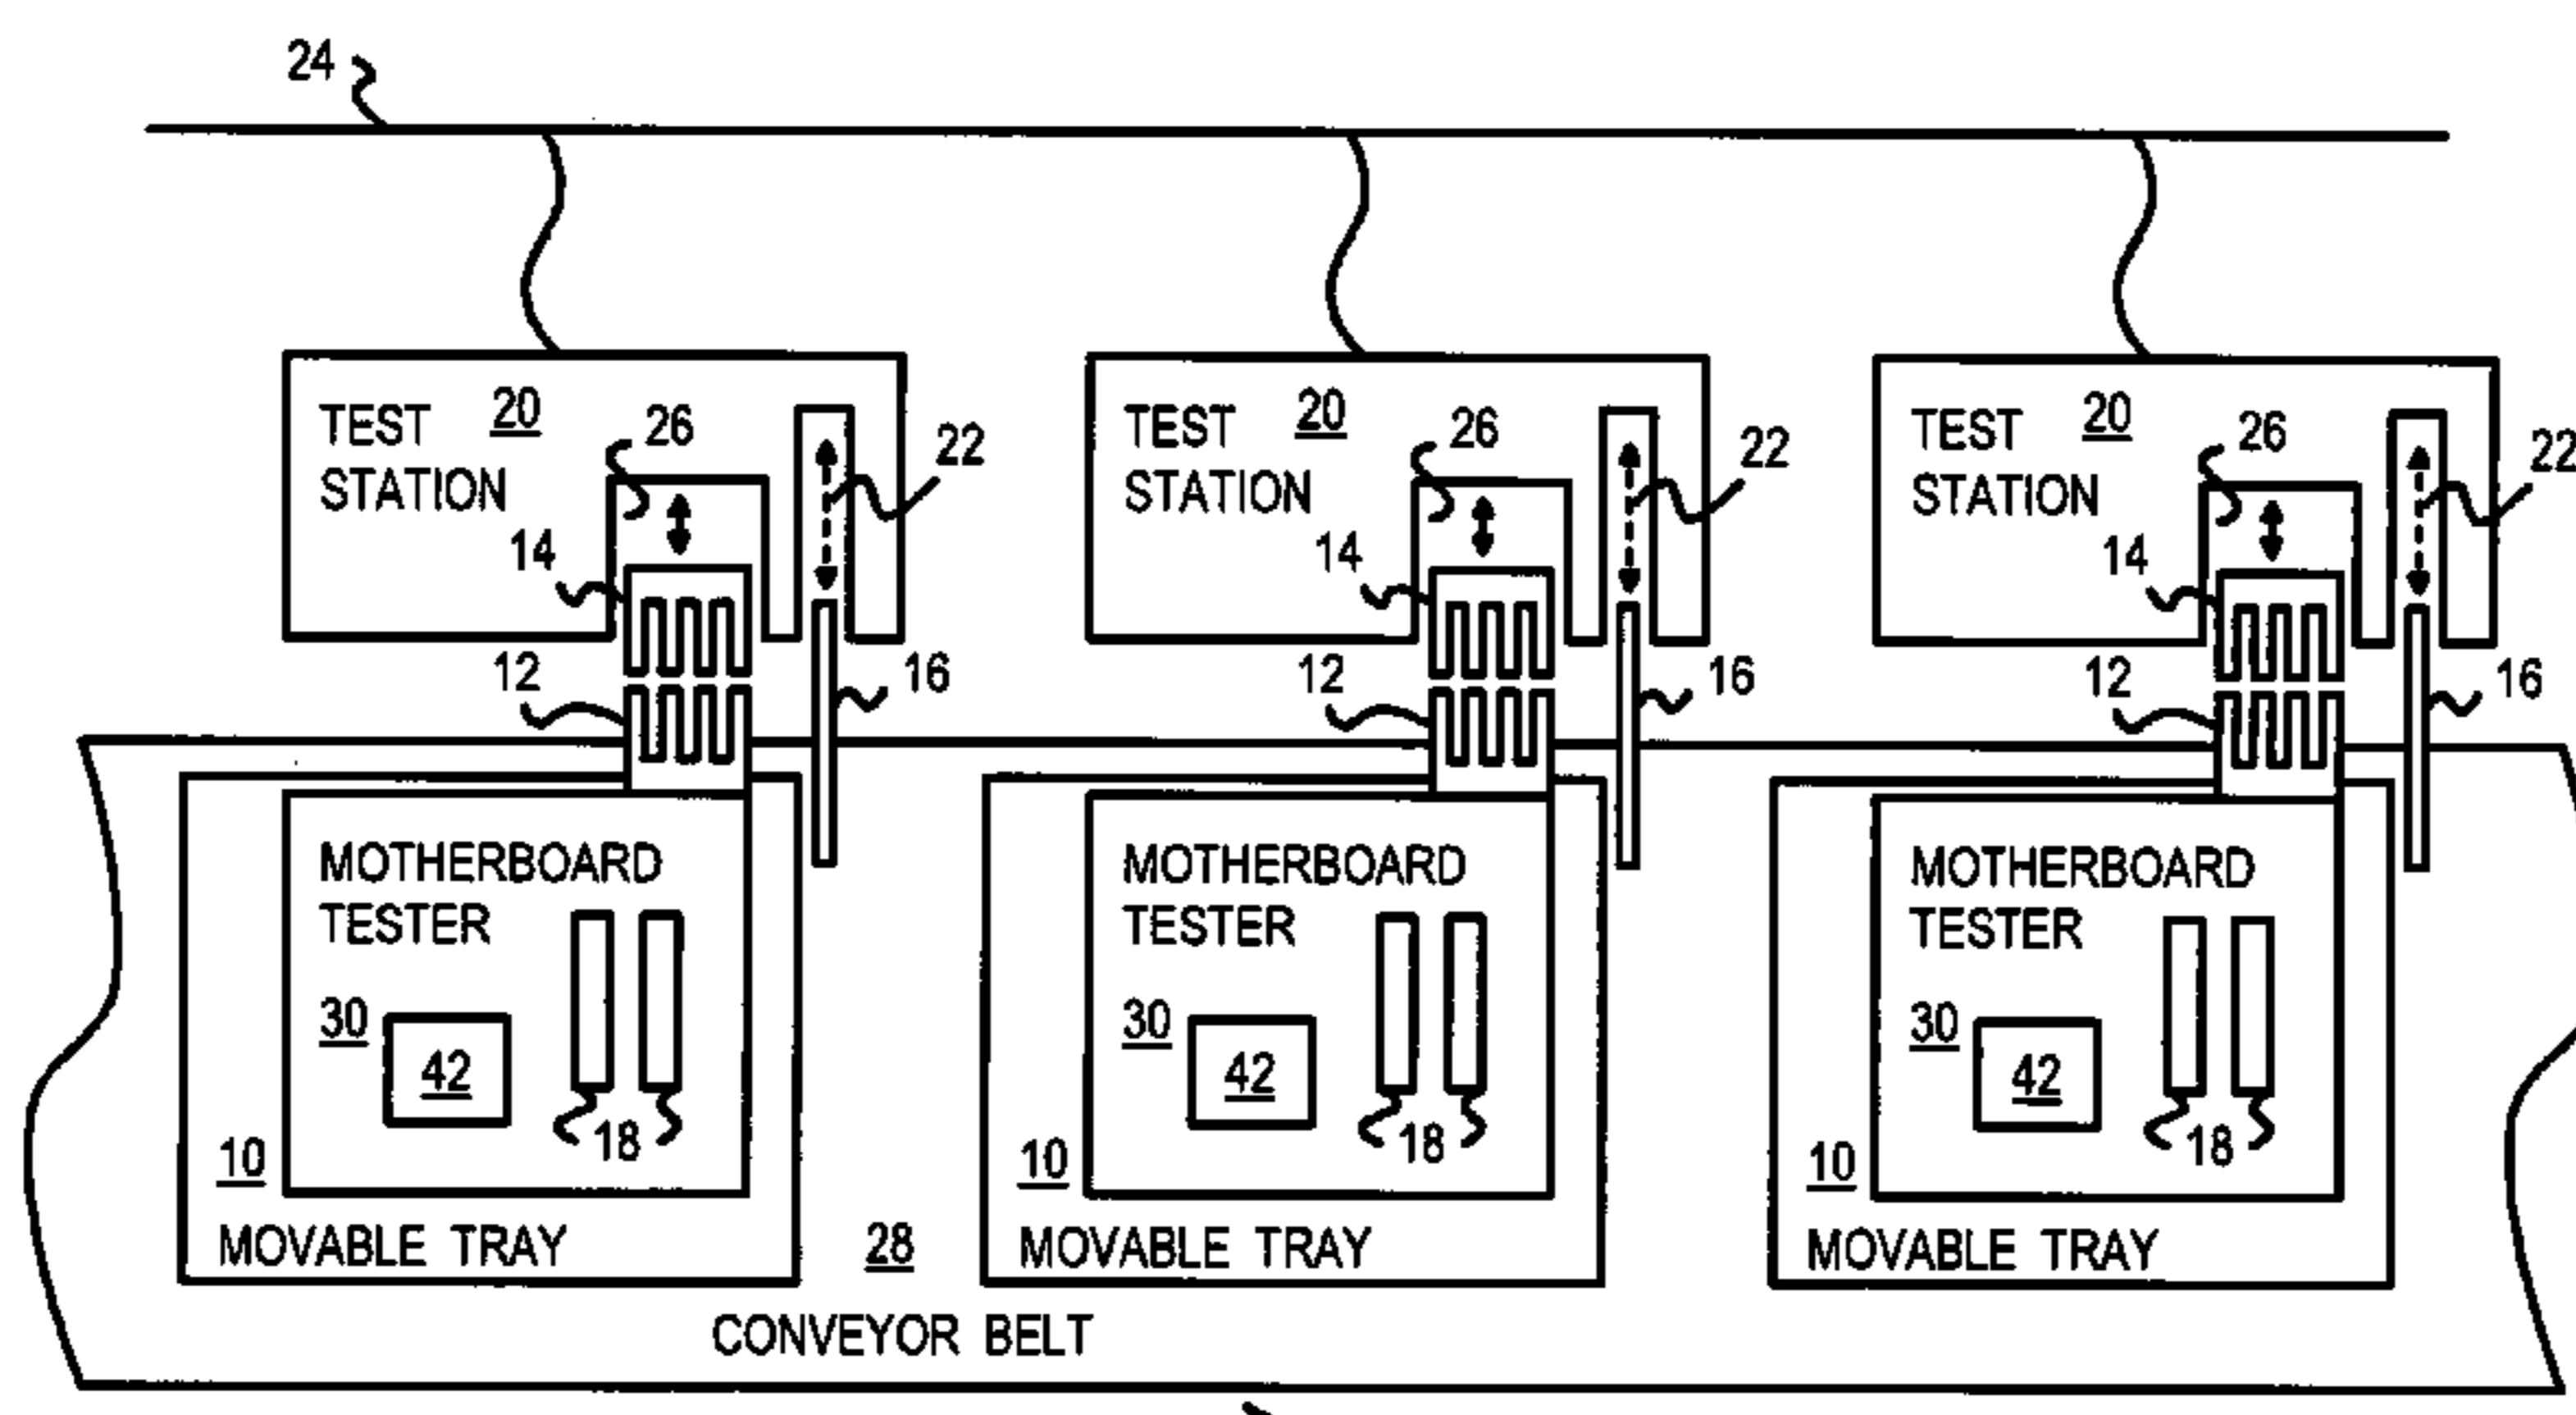 24
TEST STATION 20 26 22
14
12 16
TEST STATION 20 26 22
14
12 16
TEST STATION 20 26 22
14
12 16
MOTHERBOARD
TESTER
30 42 18
10
MOVABLE TRAY
MOTHERBOARD
TESTER
30 42 18
10
MOVABLE TRAY
MOTHERBOARD
TESTER
30 42 18
10
MOVABLE TRAY
28
CONVEYOR BELT